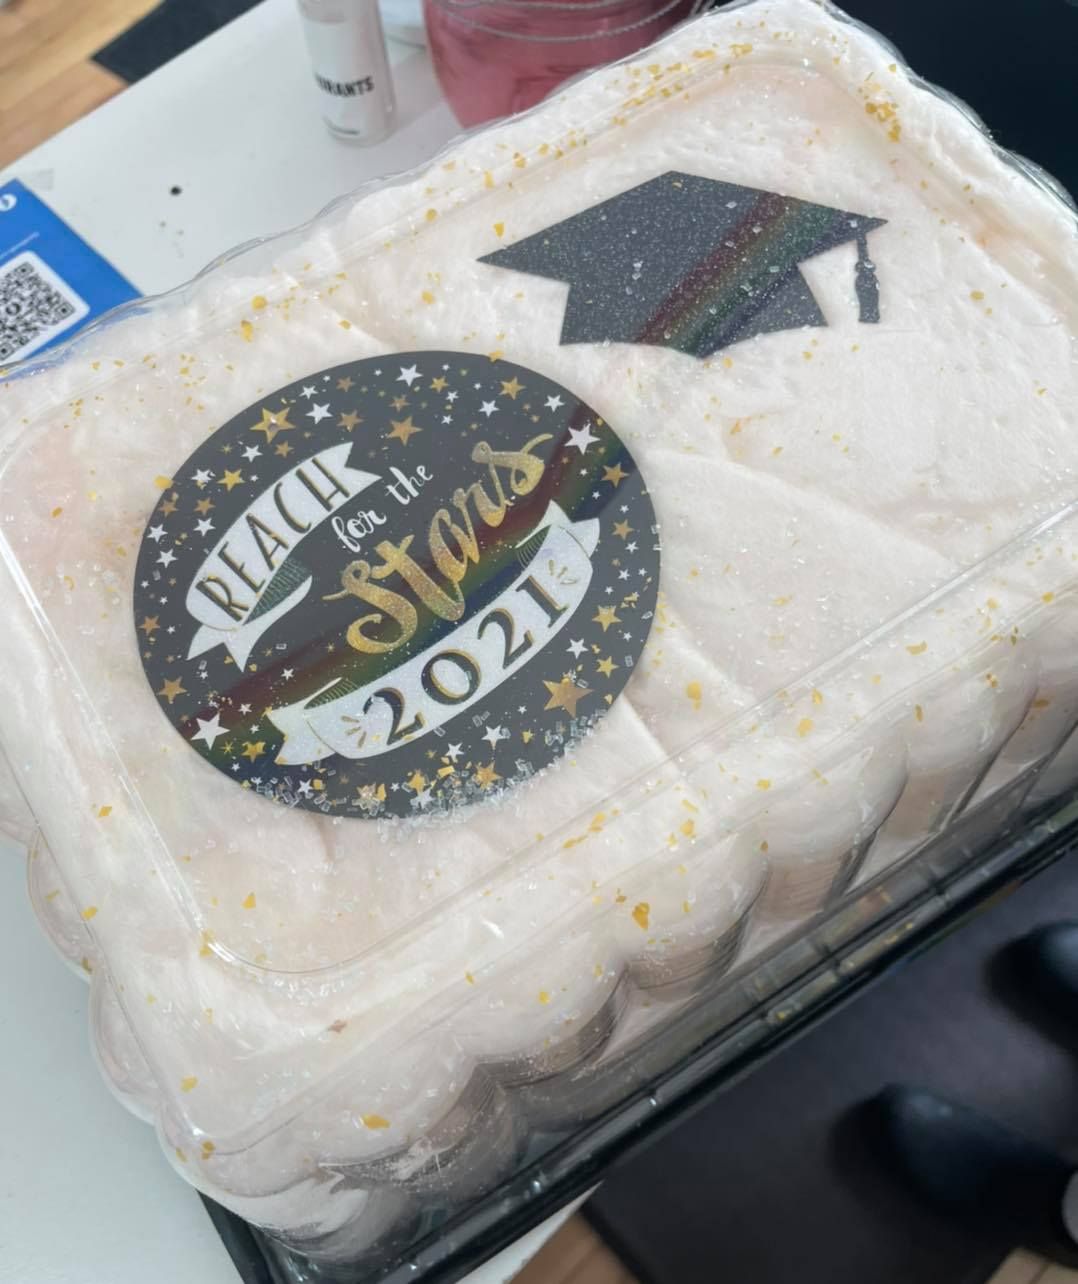 REACH
for the
Stars
2021